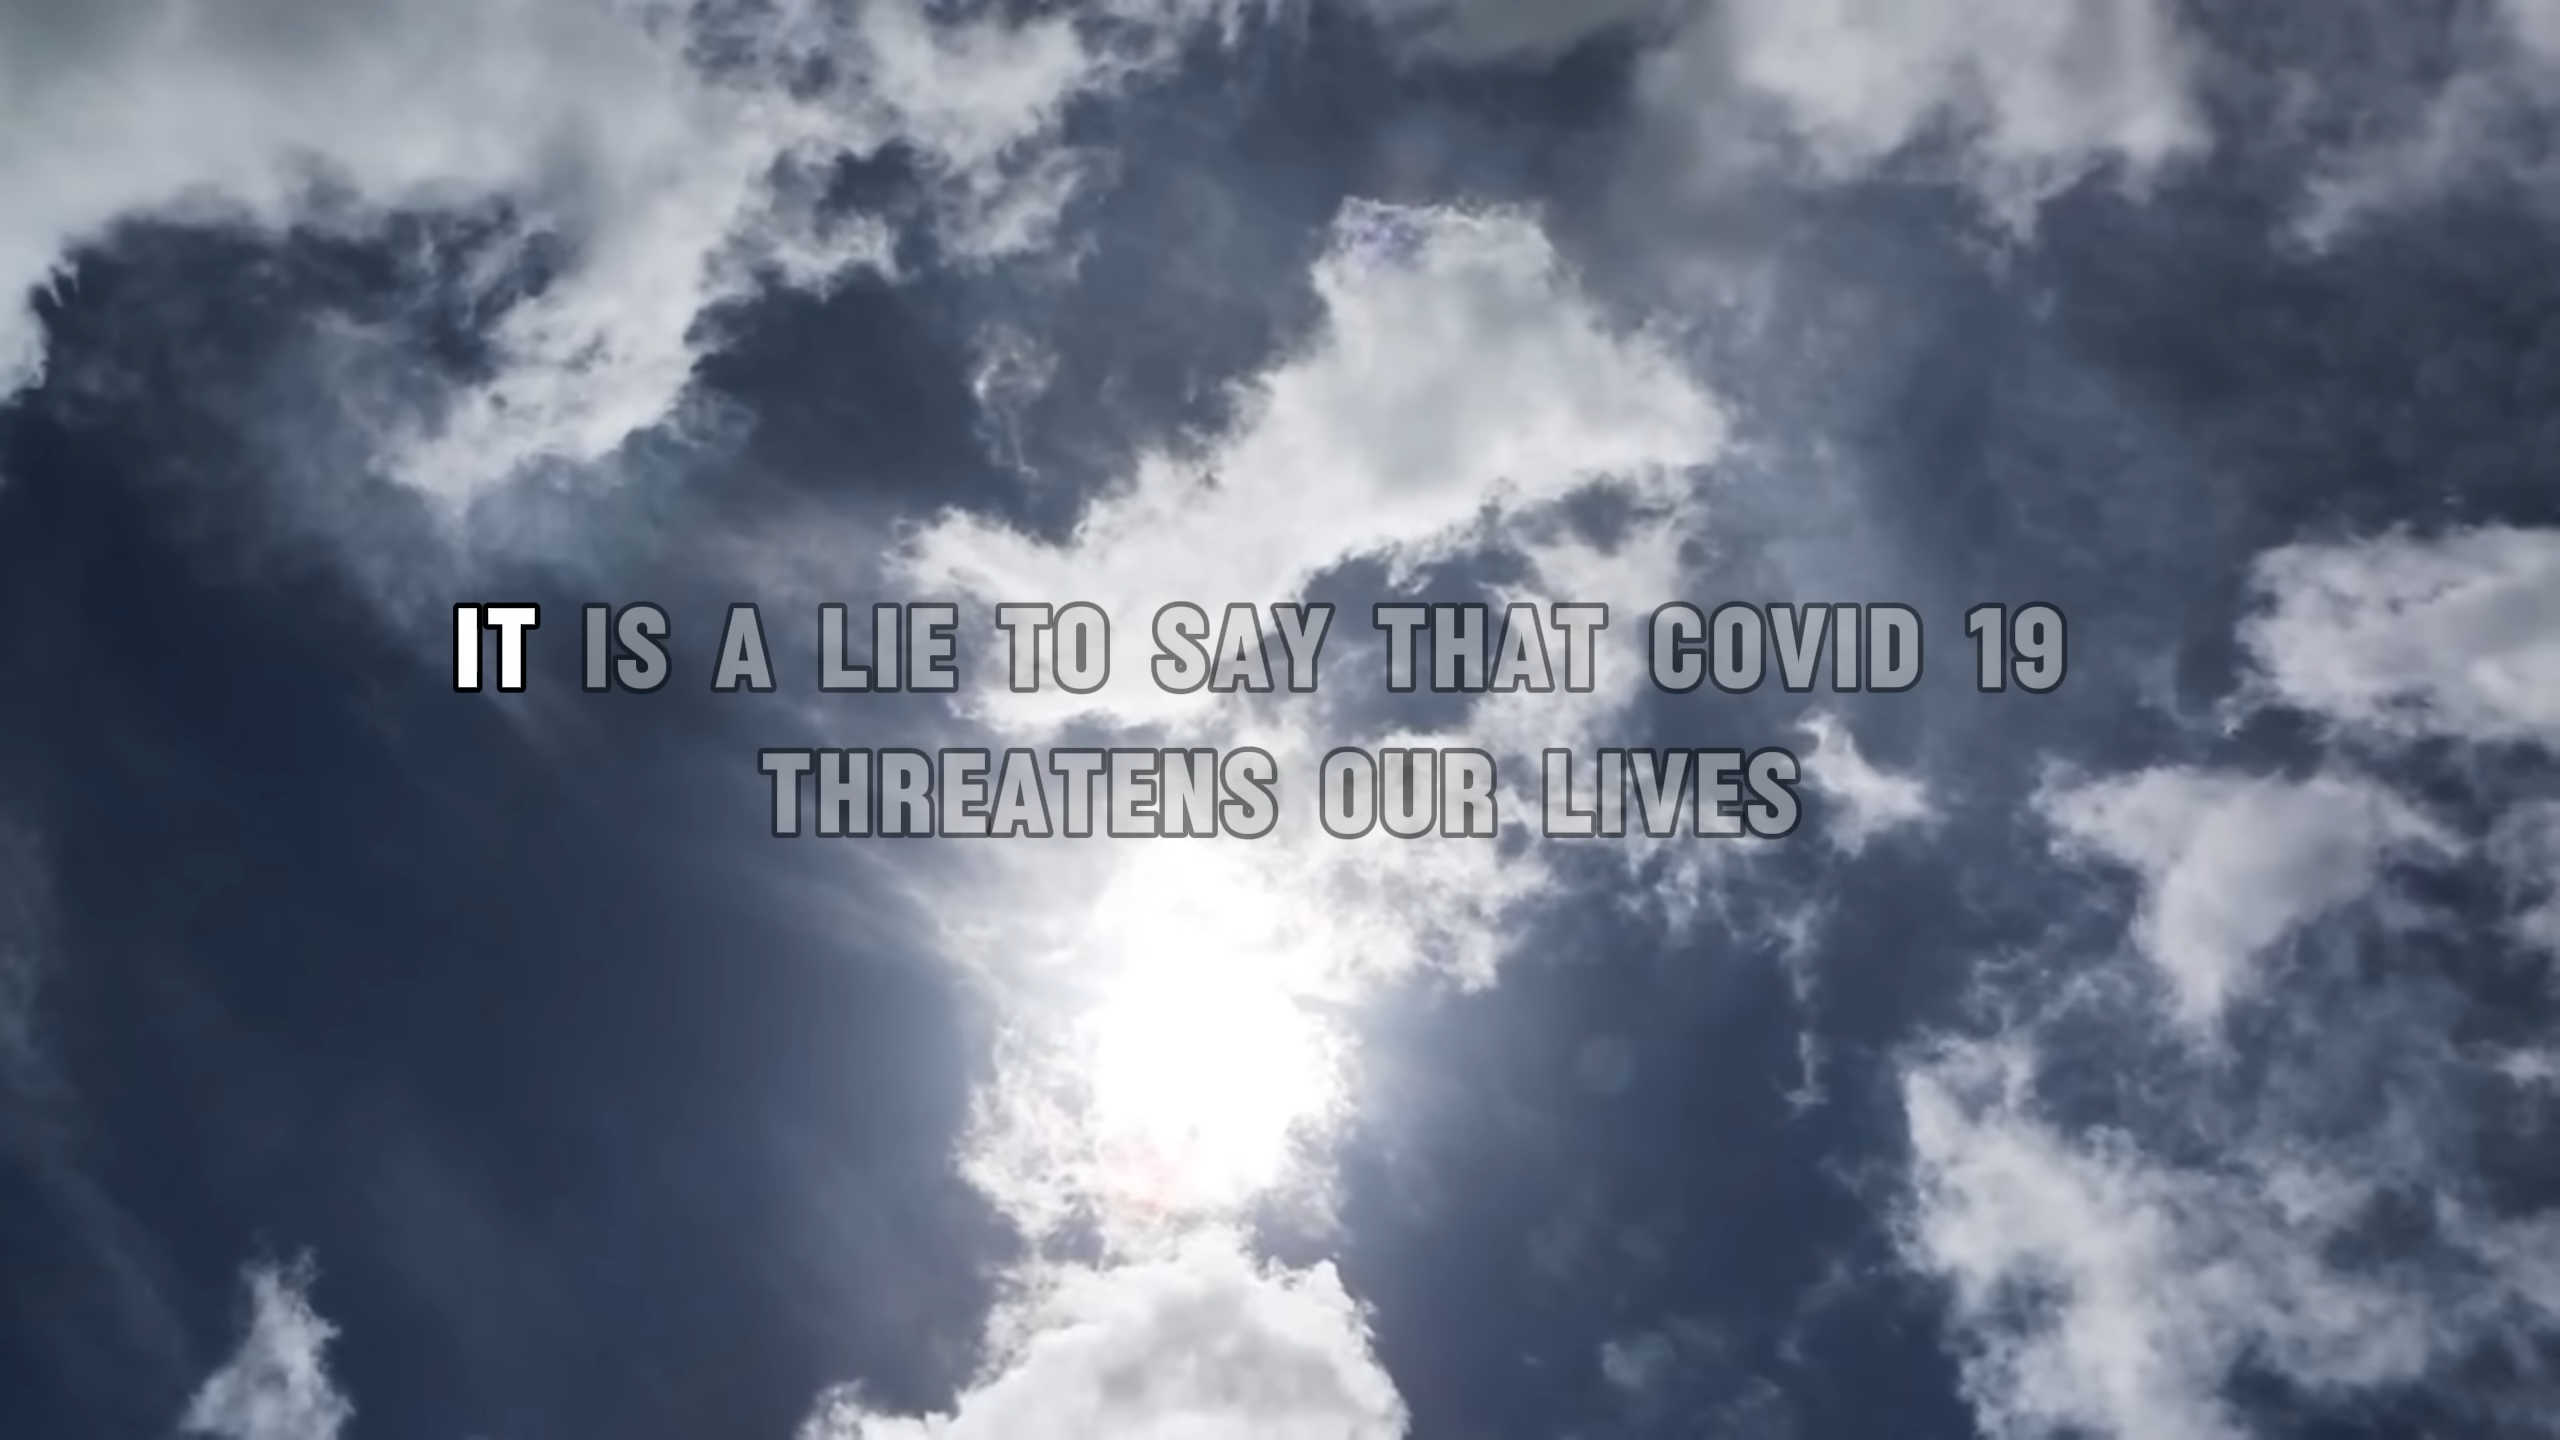 IT IS A LIE TO SAY THAT COVID 19
THREATENS OUR LIVES